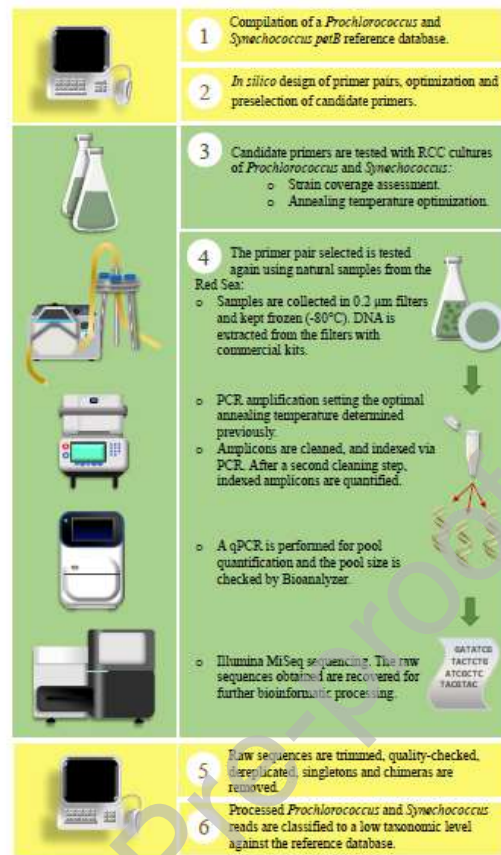 1
Compilation of a Prochlorococcus and
Synechococcus petB reference database.
2
In silico design of primer pairs, optimization and
preselection of candidate primers.
3
Candidate primers are tested with RCC cultures
of Prochlorococcus and Synechococcus:
o Strain coverage assessment.
o Annealing temperature optimization.
4
The primer pair selected is tested
again using natural samples from the
Red Sea:
o Samples are collected in 0.2 µm filters
and kept frozen (-80°C). DNA is
extracted from the filters with
commercial kits.
o PCR amplification setting the optimal
annealing temperature determined
previously.
o Amplicons are cleaned, and indexed via
PCR. After a second cleaning step,
indexed amplicons are quantified.
o A qPCR is performed for pool
quantification and the pool size is
checked by Bioanalyzer.
o Illumina MiSeq sequencing. The raw
sequences obtained are recovered for
further bioinformatic processing.
GATATCG
TACTCTG
ATCGCTC
TACGTAC
5
Raw sequences are trimmed, quality-checked,
dereplicated, singletons and chimeras are
removed.
6
Processed Prochlorococcus and Synechococcus
reads are classified to a low taxonomic level
against the reference database.